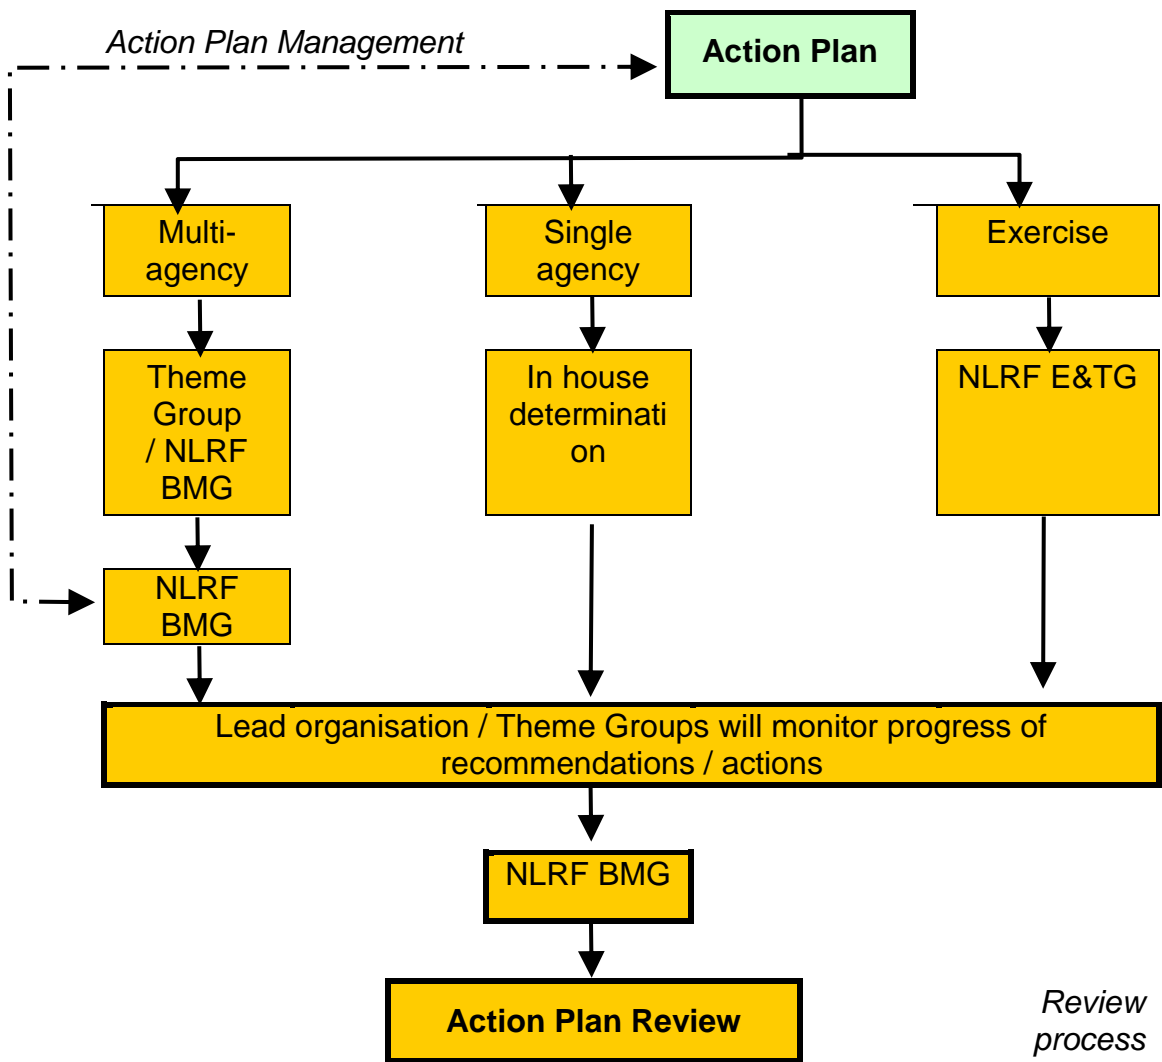 Action Plan Management
Action Plan
Multi-
agency
Single
agency
Exercise
Theme
Group
/ NLRF
BMG
In house
determinati
on
NLRF E&TG
NLRF
BMG
Lead organisation / Theme Groups will monitor progress of
recommendations / actions
NLRF BMG
Action Plan Review
Review
process